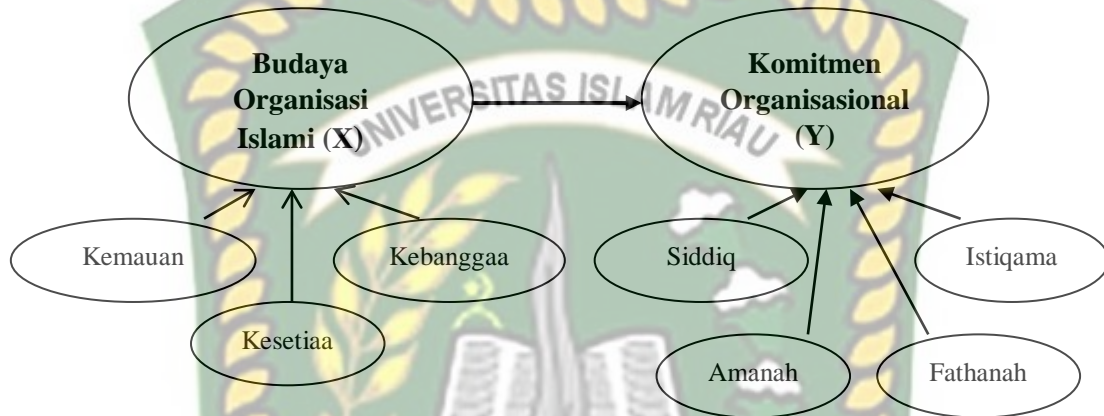 Budaya
Organisasi
Islami (X)
Komitmen
Organisasional
(Y)
UNIVERSITAS ISLAM RIAU
Kemauan
Kebanggaa
Siddiq
Istiqama
Kesetiaa
Amanah
Fathanah